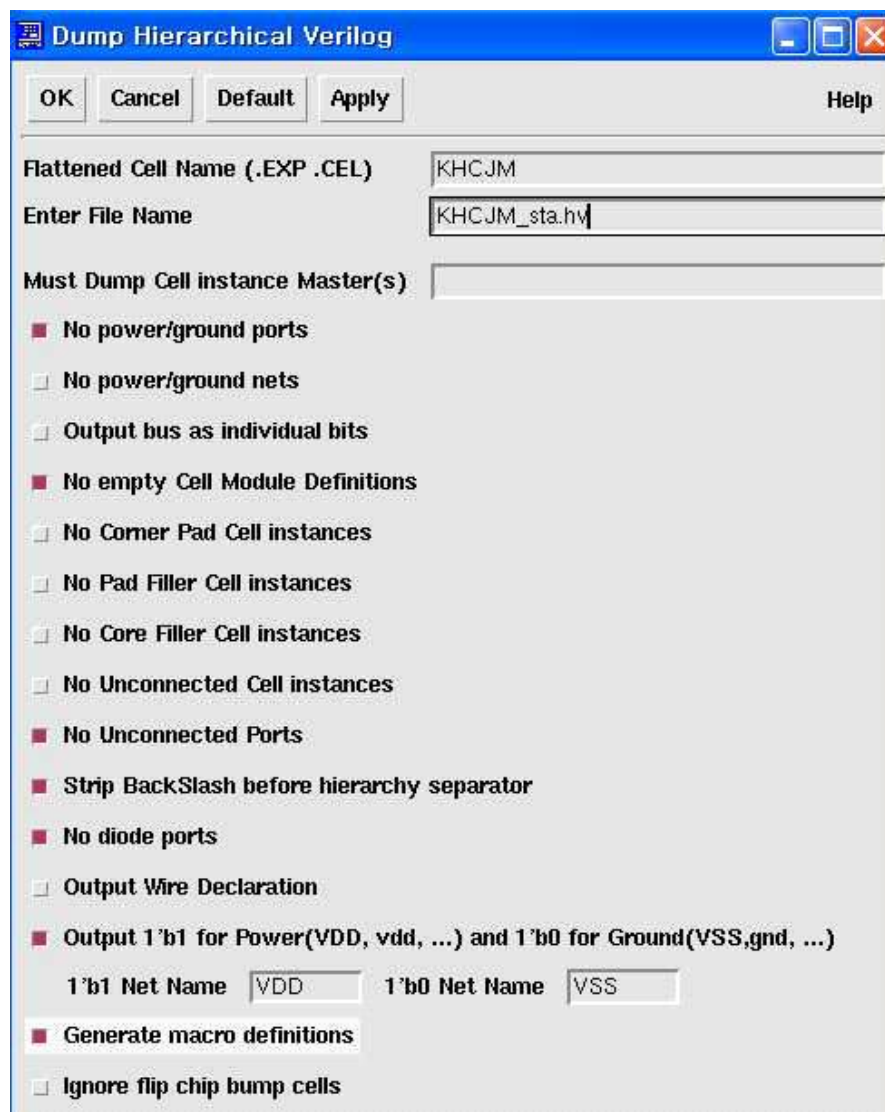 Dump Hierarchical Verilog
OK Cancel Default Apply Help
Flattened Cell Name (.EXP .CEL) KHCJM
Enter File Name KHCJM_sta.hv
Must Dump Cell instance Master(s)
No power/ground ports
No power/ground nets
Output bus as individual bits
No empty Cell Module Definitions
No Corner Pad Cell instances
No Pad Filler Cell instances
No Core Filler Cell instances
No Unconnected Cell instances
No Unconnected Ports
Strip BackSlash before hierarchy separator
No diode ports
Output Wire Declaration
Output 1'b1 for Power(VDD, vdd, ...) and 1'b0 for Ground(VSS,gnd, ...)
1'b1 Net Name VDD 1'b0 Net Name VSS
Generate macro definitions
Ignore flip chip bump cells